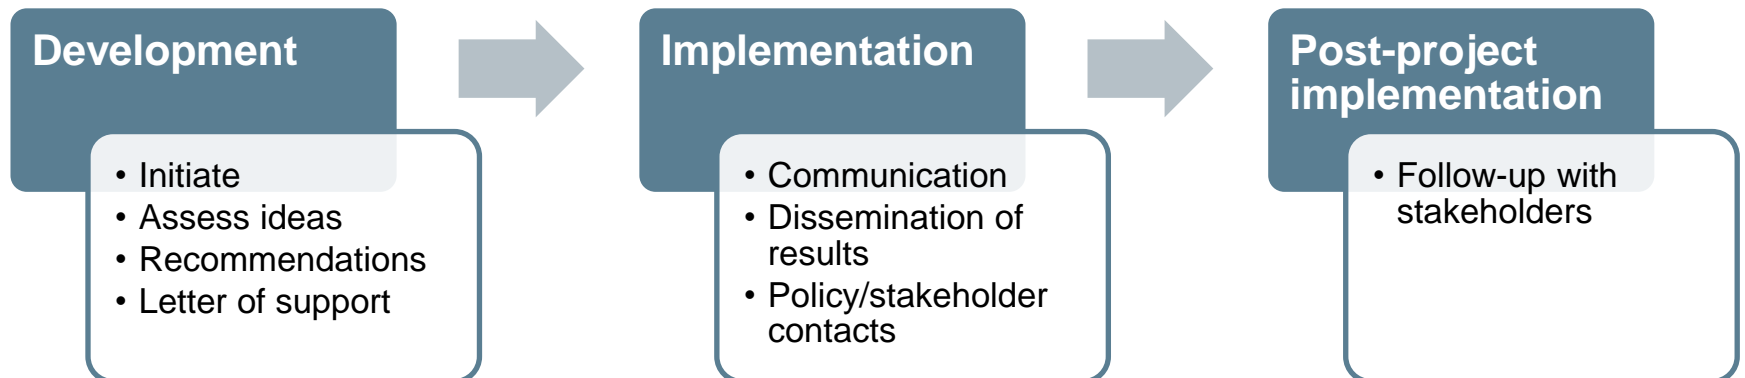 Development
• Initiate
• Assess ideas
• Recommendations
• Letter of support
Implementation
• Communication
• Dissemination of
results
• Policy/stakeholder
contacts
Post-project
implementation
• Follow-up with
stakeholders